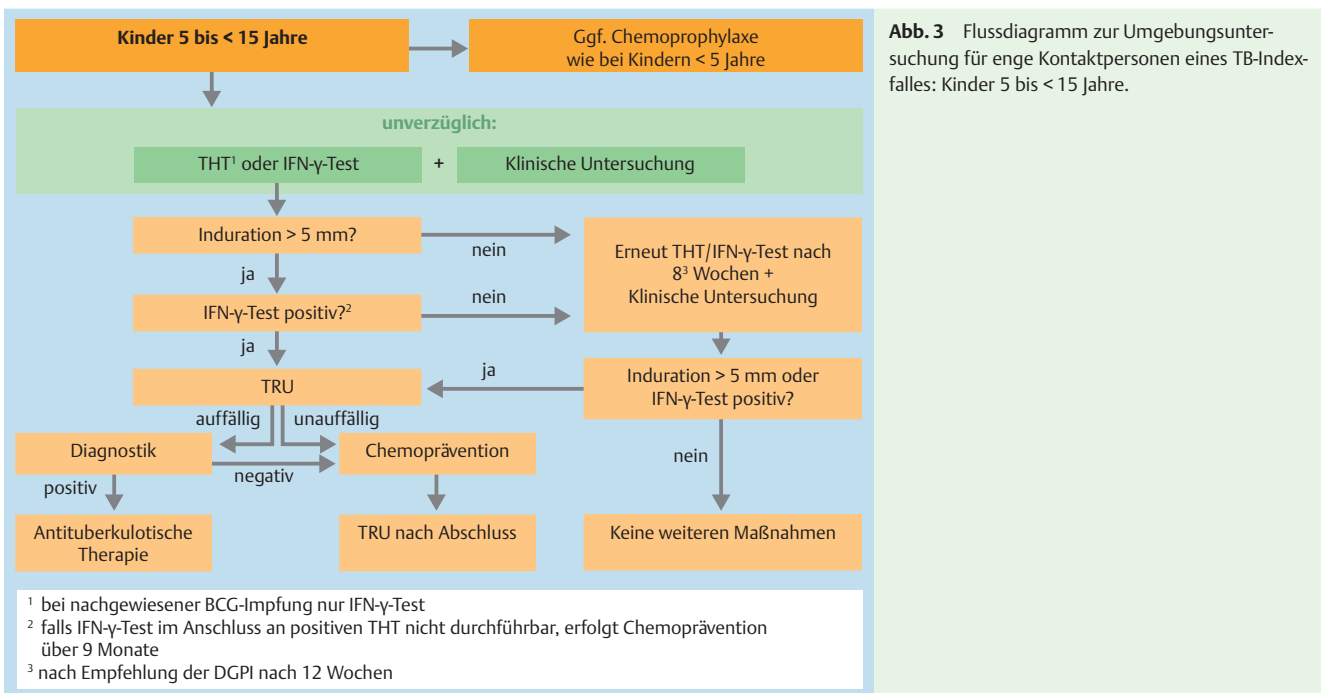 Kinder 5 bis < 15 Jahre
Ggf. Chemoprophylaxe
wie bei Kindern < 5 Jahre
unverzüglich:
THT¹ oder IFN-γ-Test
+
Klinische Untersuchung
Induration > 5 mm?
nein
ja
Erneut THT/IFN-γ-Test nach
8³ Wochen +
Klinische Untersuchung
IFN-γ-Test positiv?²
nein
ja
TRU
ja
Induration > 5 mm oder
IFN-γ-Test positiv?
auffällig
unauffällig
Diagnostik
negativ
Chemoprävention
nein
positiv
Antituberkulotische
Therapie
TRU nach Abschluss
Keine weiteren Maßnahmen
¹ bei nachgewiesener BCG-Impfung nur IFN-γ-Test
² falls IFN-γ-Test im Anschluss an positiven THT nicht durchführbar, erfolgt Chemoprävention
über 9 Monate
³ nach Empfehlung der DGPI nach 12 Wochen
Abb. 3 Flussdiagramm zur Umgebungsunter-
suchung für enge Kontaktpersonen eines TB-Index-
falles: Kinder 5 bis < 15 Jahre.